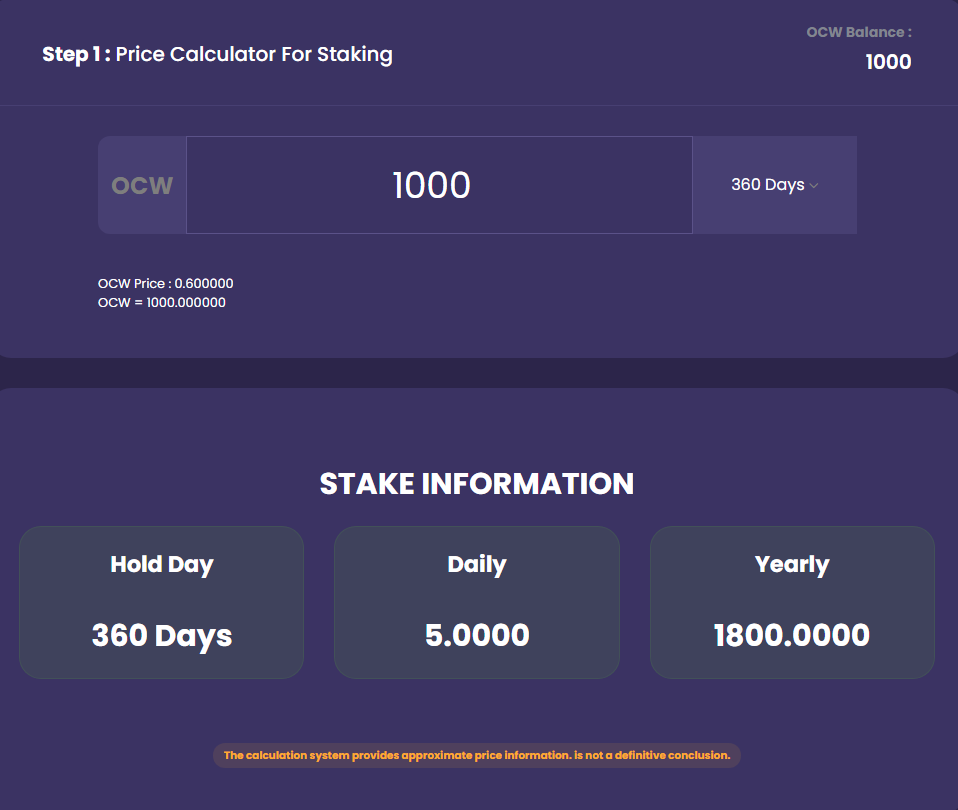 Step 1 : Price Calculator For Staking
OCW Balance :
1000
OCW
1000
360 Days
OCW Price : 0.600000
OCW = 1000.000000
STAKE INFORMATION
Hold Day
360 Days
Daily
5.0000
Yearly
1800.0000
The calculation system provides approximate price information. is not a definitive conclusion.